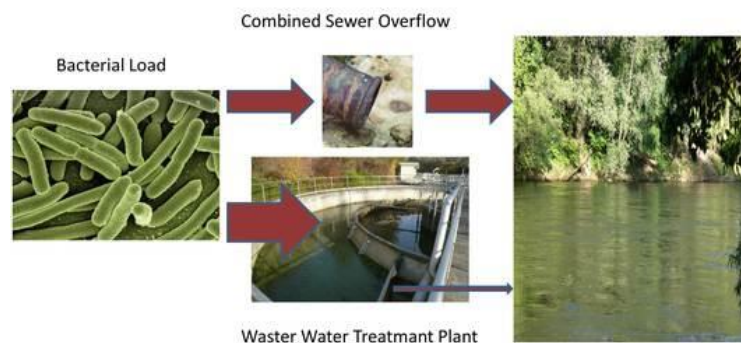 Combined Sewer Overflow
Bacterial Load
Waster Water Treatmant Plant